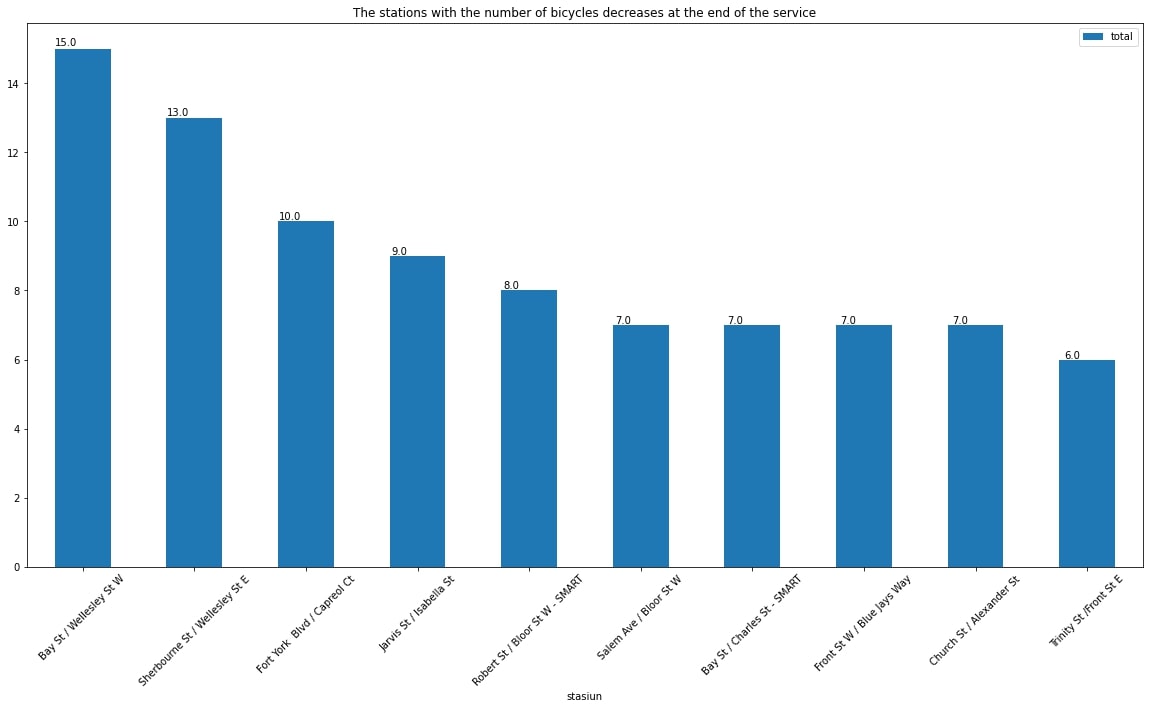 The stations with the number of bicycles decreases at the end of the service
total
15.0
13.0
10.0
9.0
8.0
7.0
7.0
7.0
7.0
6.0
14
12
10
8
6
4
2
0
Bay St / Wellesley St W
Sherbourne St / Wellesley St E
Fort York  Blvd / Capreol Ct
Jarvis St / Isabella St
Robert St / Bloor St W - SMART
Salem Ave / Bloor St W
Bay St / Charles St - SMART
Front St W / Blue Jays Way
Church St / Alexander St
Trinity St /Front St E
stasiun